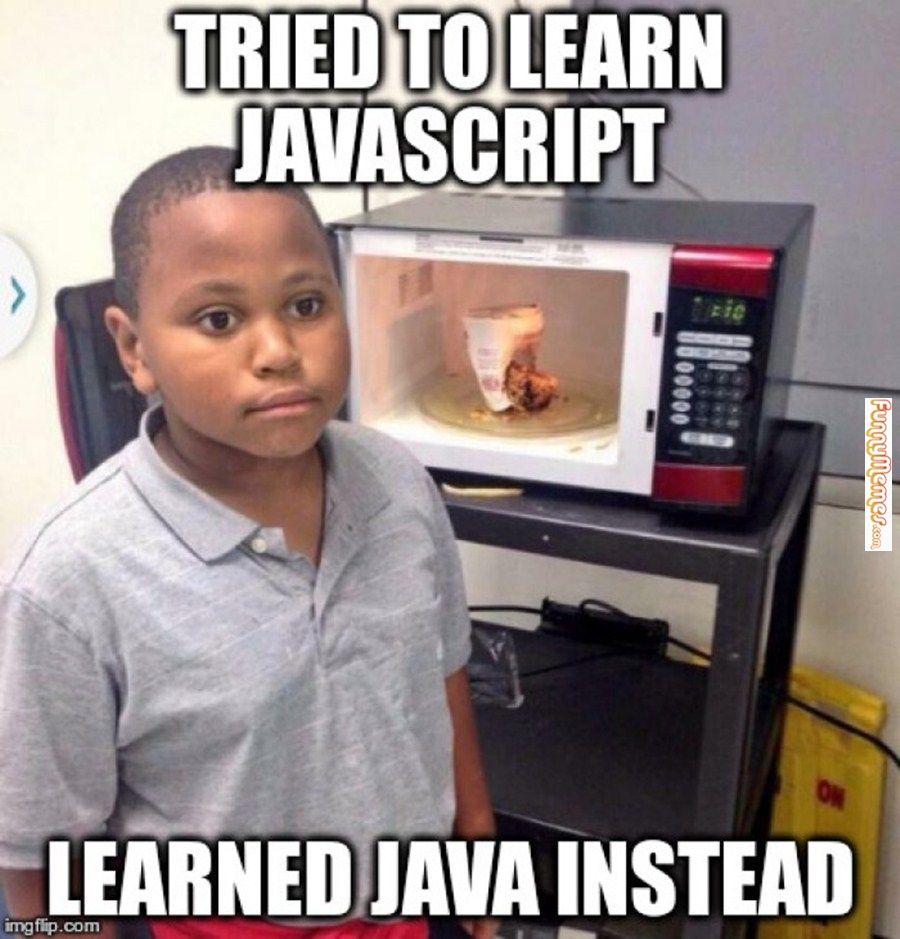 TRIED TO LEARN
JAVASCRIPT
FUNNYMEMES.COM
ON
LEARNED JAVA INSTEAD
imgflip.com